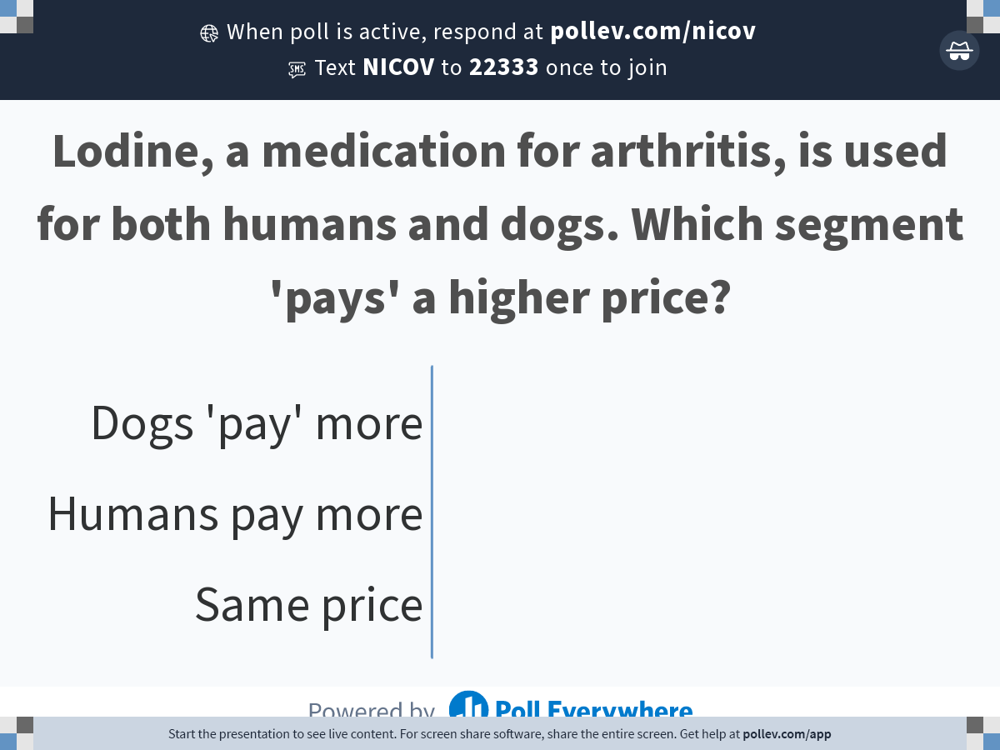 When poll is active, respond at pollev.com/nicov
SMS Text NICOV to 22333 once to join
Lodine, a medication for arthritis, is used
for both humans and dogs. Which segment
'pays' a higher price?
Dogs 'pay' more
Humans pay more
Same price
Powered by Poll Everywhere
Start the presentation to see live content. For screen share software, share the entire screen. Get help at pollev.com/app